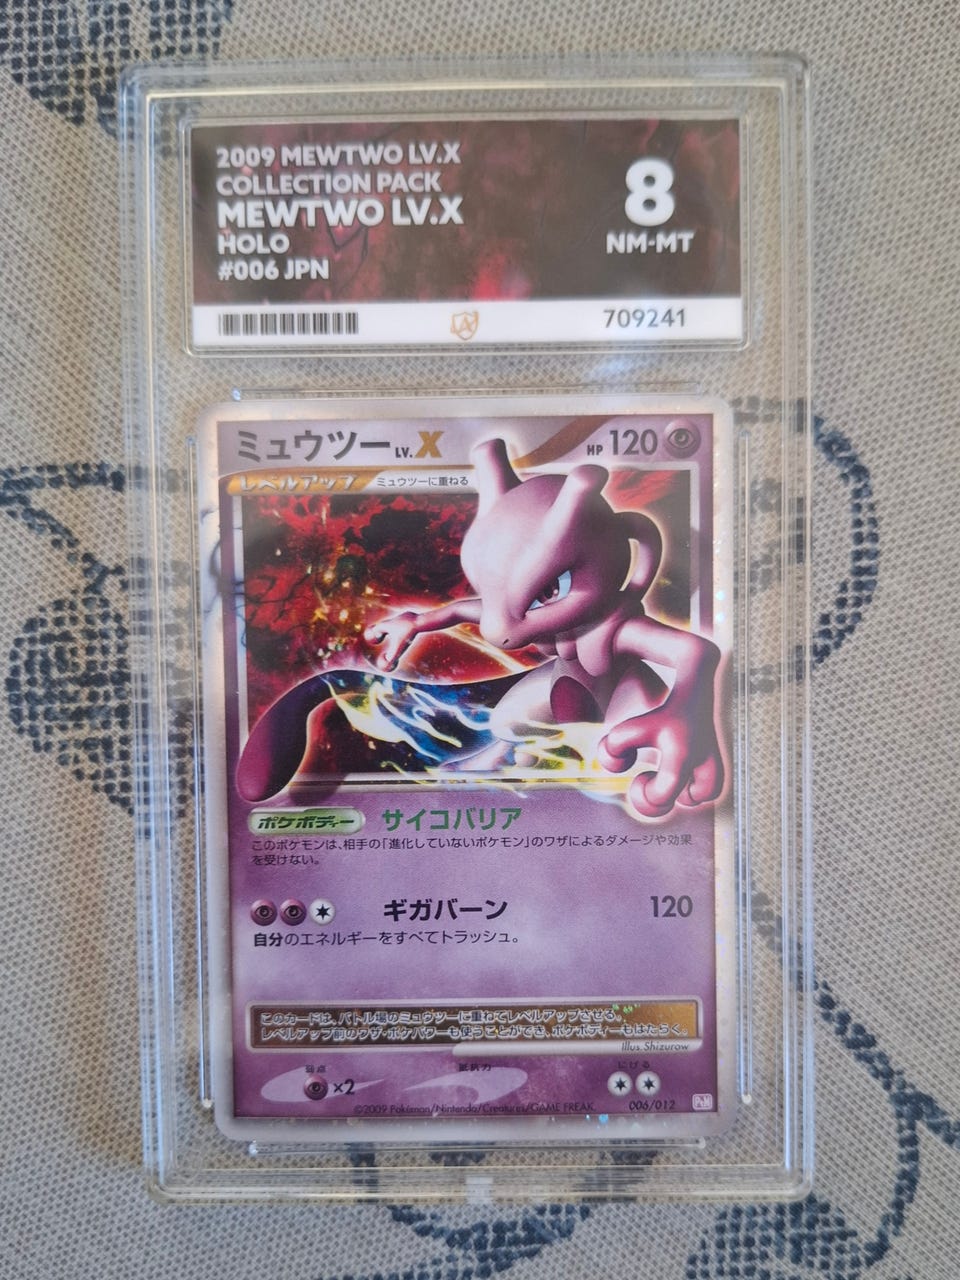 2009 MEWTWO LV.X
COLLECTION PACK
MEWTWO LV.X
HOLO
#006 JPN
8
NM-MT
709241
ミュウツー LV.X
HP 120
レベルアップ
ミュウツーに重ねる
ポケボディー サイコバリア
このポケモンは、相手の「進化していないポケモン」のワザによるダメージや効果
を受けない。
ギガバーン 120
自分のエネルギーをすべてトラッシュ。
このカードは、バトル場のミュウツーに重ねてレベルアップさせる。
レベルアップ前のワザ・ポケパワーも使うことができ、ポケボディーもはたらく。
Illus. Shizurow
弱点 抵抗力 にげる
×2
©2009 Pokémon/Nintendo/Creatures/GAME FREAK.
006/012